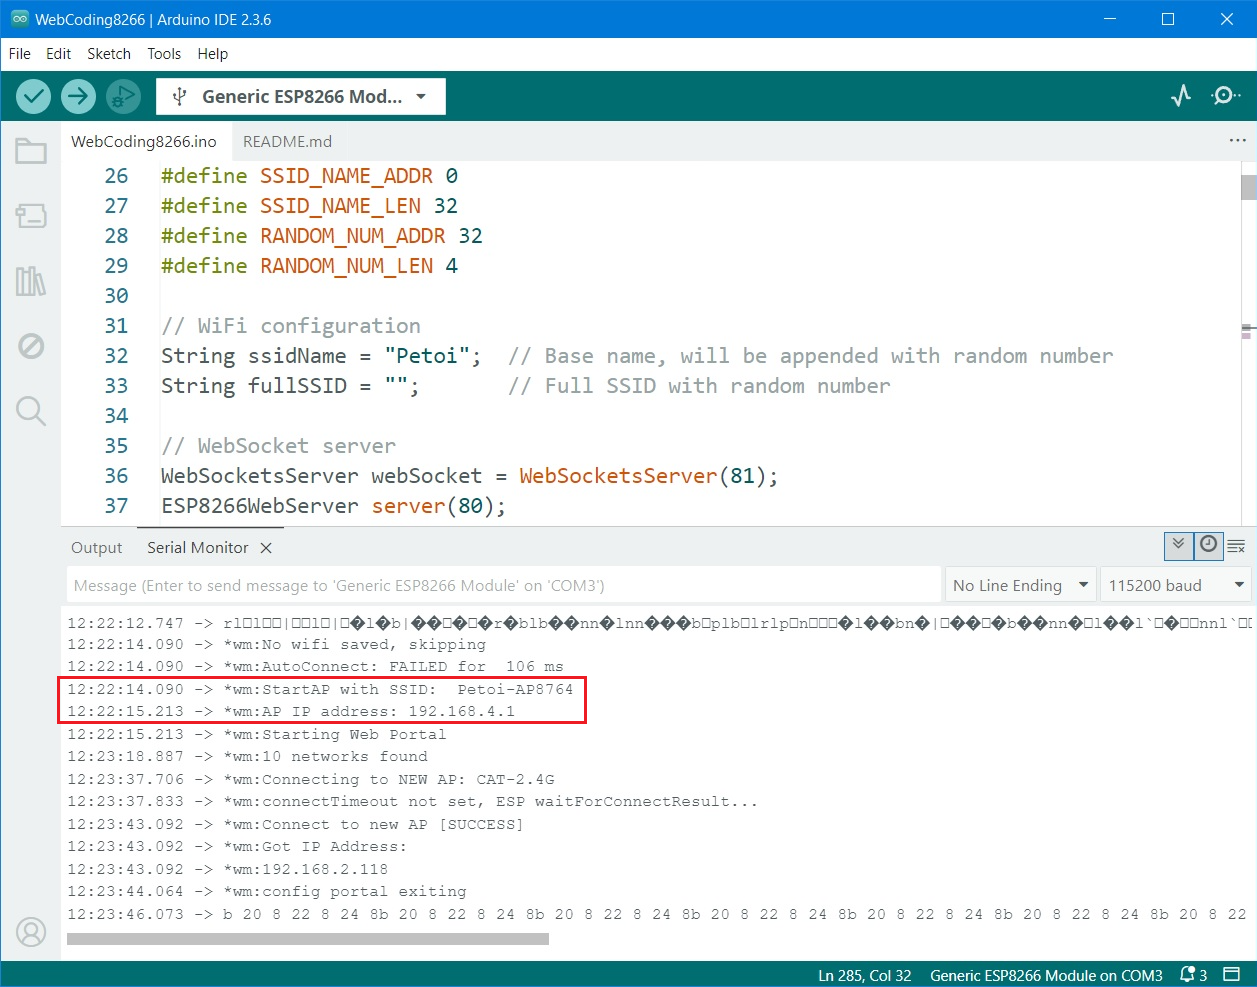 WebCoding8266 | Arduino IDE 2.3.6
File Edit Sketch Tools Help
Generic ESP8266 Mod...
WebCoding8266.ino README.md
26 #define SSID_NAME_ADDR 0
27 #define SSID_NAME_LEN 32
28 #define RANDOM_NUM_ADDR 32
29 #define RANDOM_NUM_LEN 4
30
31 // WiFi configuration
32 String ssidName = "Petoi"; // Base name, will be appended with random number
33 String fullSSID = ""; // Full SSID with random number
34
35 // WebSocket server
36 WebSocketsServer webSocket = WebSocketsServer(81);
37 ESP8266WebServer server(80);
Output Serial Monitor
Message (Enter to send message to 'Generic ESP8266 Module' on 'COM3') No Line Ending 115200 baud
12:22:12.747 ->
12:22:14.090 -> *wm:No wifi saved, skipping
12:22:14.090 -> *wm:AutoConnect: FAILED for 106 ms
12:22:14.090 -> *wm:StartAP with SSID: Petoi-AP8764
12:22:15.213 -> *wm:AP IP address: 192.168.4.1
12:22:15.213 -> *wm:Starting Web Portal
12:23:18.887 -> *wm:10 networks found
12:23:37.706 -> *wm:Connecting to NEW AP: CAT-2.4G
12:23:37.833 -> *wm:connectTimeout not set, ESP waitForConnectResult...
12:23:43.092 -> *wm:Connect to new AP [SUCCESS]
12:23:43.092 -> *wm:Got IP Address:
12:23:43.092 -> *wm:192.168.2.118
12:23:44.064 -> *wm:config portal exiting
12:23:46.073 -> b 20 8 22 8 24 8b 20 8 22 8 24 8b 20 8 22 8 24 8b 20 8 22 8 24 8b 20 8 22 8 24 8b 20 8 22 8 24 8b 20 8 22
Ln 285, Col 32 Generic ESP8266 Module on COM3 3